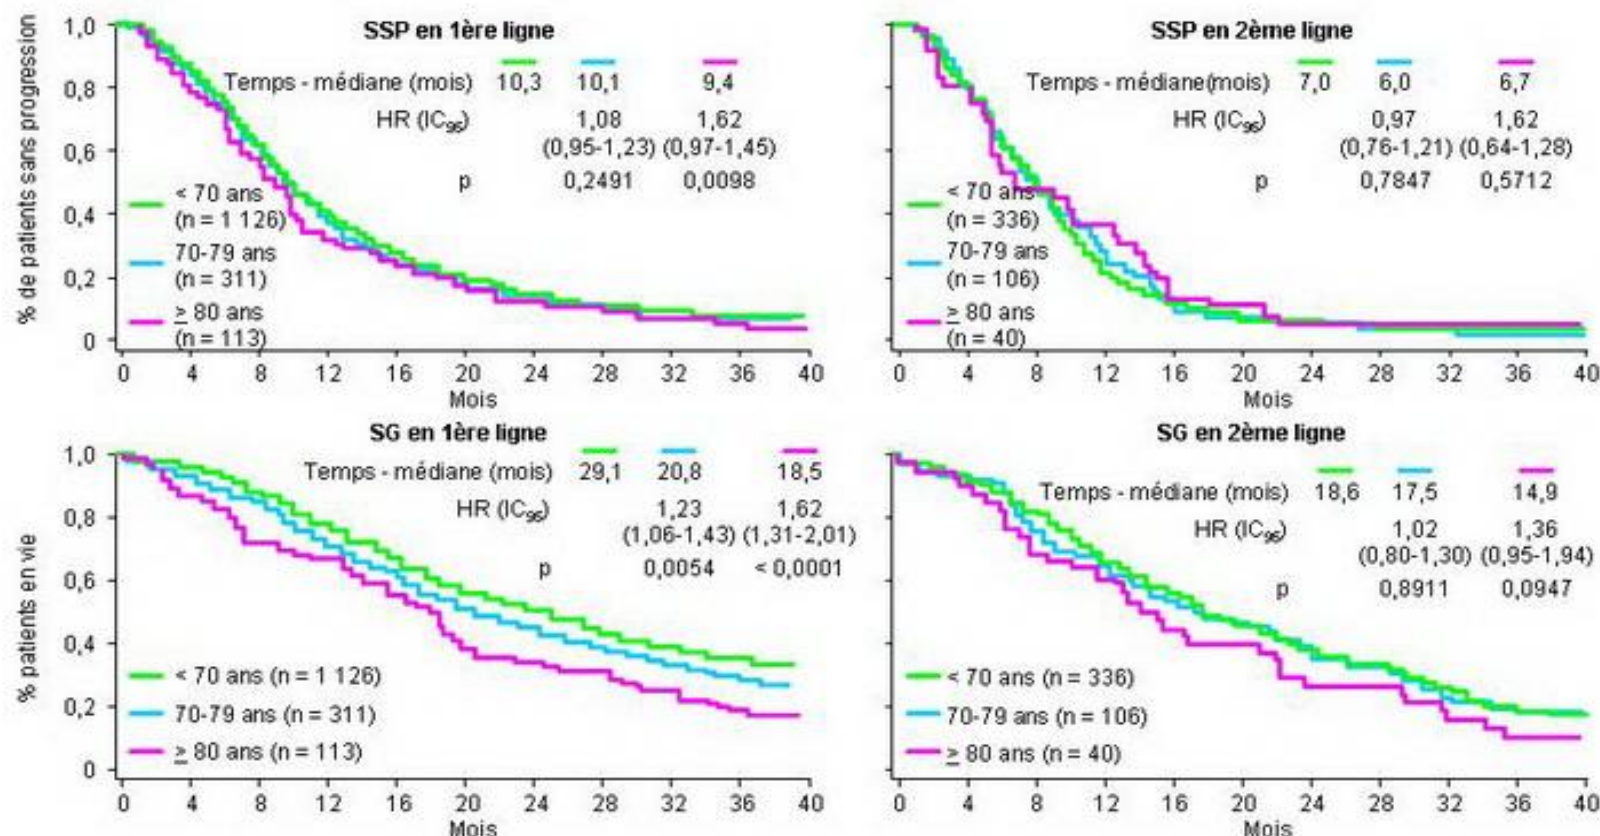 SSP en 1ère ligne
Temps - médiane (mois) 10,3 10,1 9,4
HR (IC95) 1,08 1,62
(0,95-1,23) (0,97-1,45)
p 0,2491 0,0098
% de patients sans progression
1,0
0,8
0,6
0,4
0,2
0
< 70 ans
(n = 1 126)
70-79 ans
(n = 311)
≥ 80 ans
(n = 113)
0 4 8 12 16 20 24 28 32 36 40
Mois
SSP en 2ème ligne
Temps - médiane(mois) 7,0 6,0 6,7
HR (IC95) 0,97 1,62
(0,76-1,21) (0,64-1,28)
p 0,7847 0,5712
< 70 ans
(n = 336)
70-79 ans
(n = 106)
≥ 80 ans
(n = 40)
0 4 8 12 16 20 24 28 32 36 40
Mois
SG en 1ère ligne
Temps - médiane (mois) 29,1 20,8 18,5
HR (IC95) 1,23 1,62
(1,06-1,43) (1,31-2,01)
p 0,0054 < 0,0001
% patients en vie
1,0
0,8
0,6
0,4
0,2
0
< 70 ans (n = 1 126)
70-79 ans (n = 311)
≥ 80 ans (n = 113)
0 4 8 12 16 20 24 28 32 36 40
Mois
SG en 2ème ligne
Temps - médiane (mois) 18,6 17,5 14,9
HR (IC95) 1,02 1,36
(0,80-1,30) (0,95-1,94)
p 0,8911 0,0947
< 70 ans (n = 336)
70-79 ans (n = 106)
≥ 80 ans (n = 40)
0 4 8 12 16 20 24 28 32 36 40
Mois